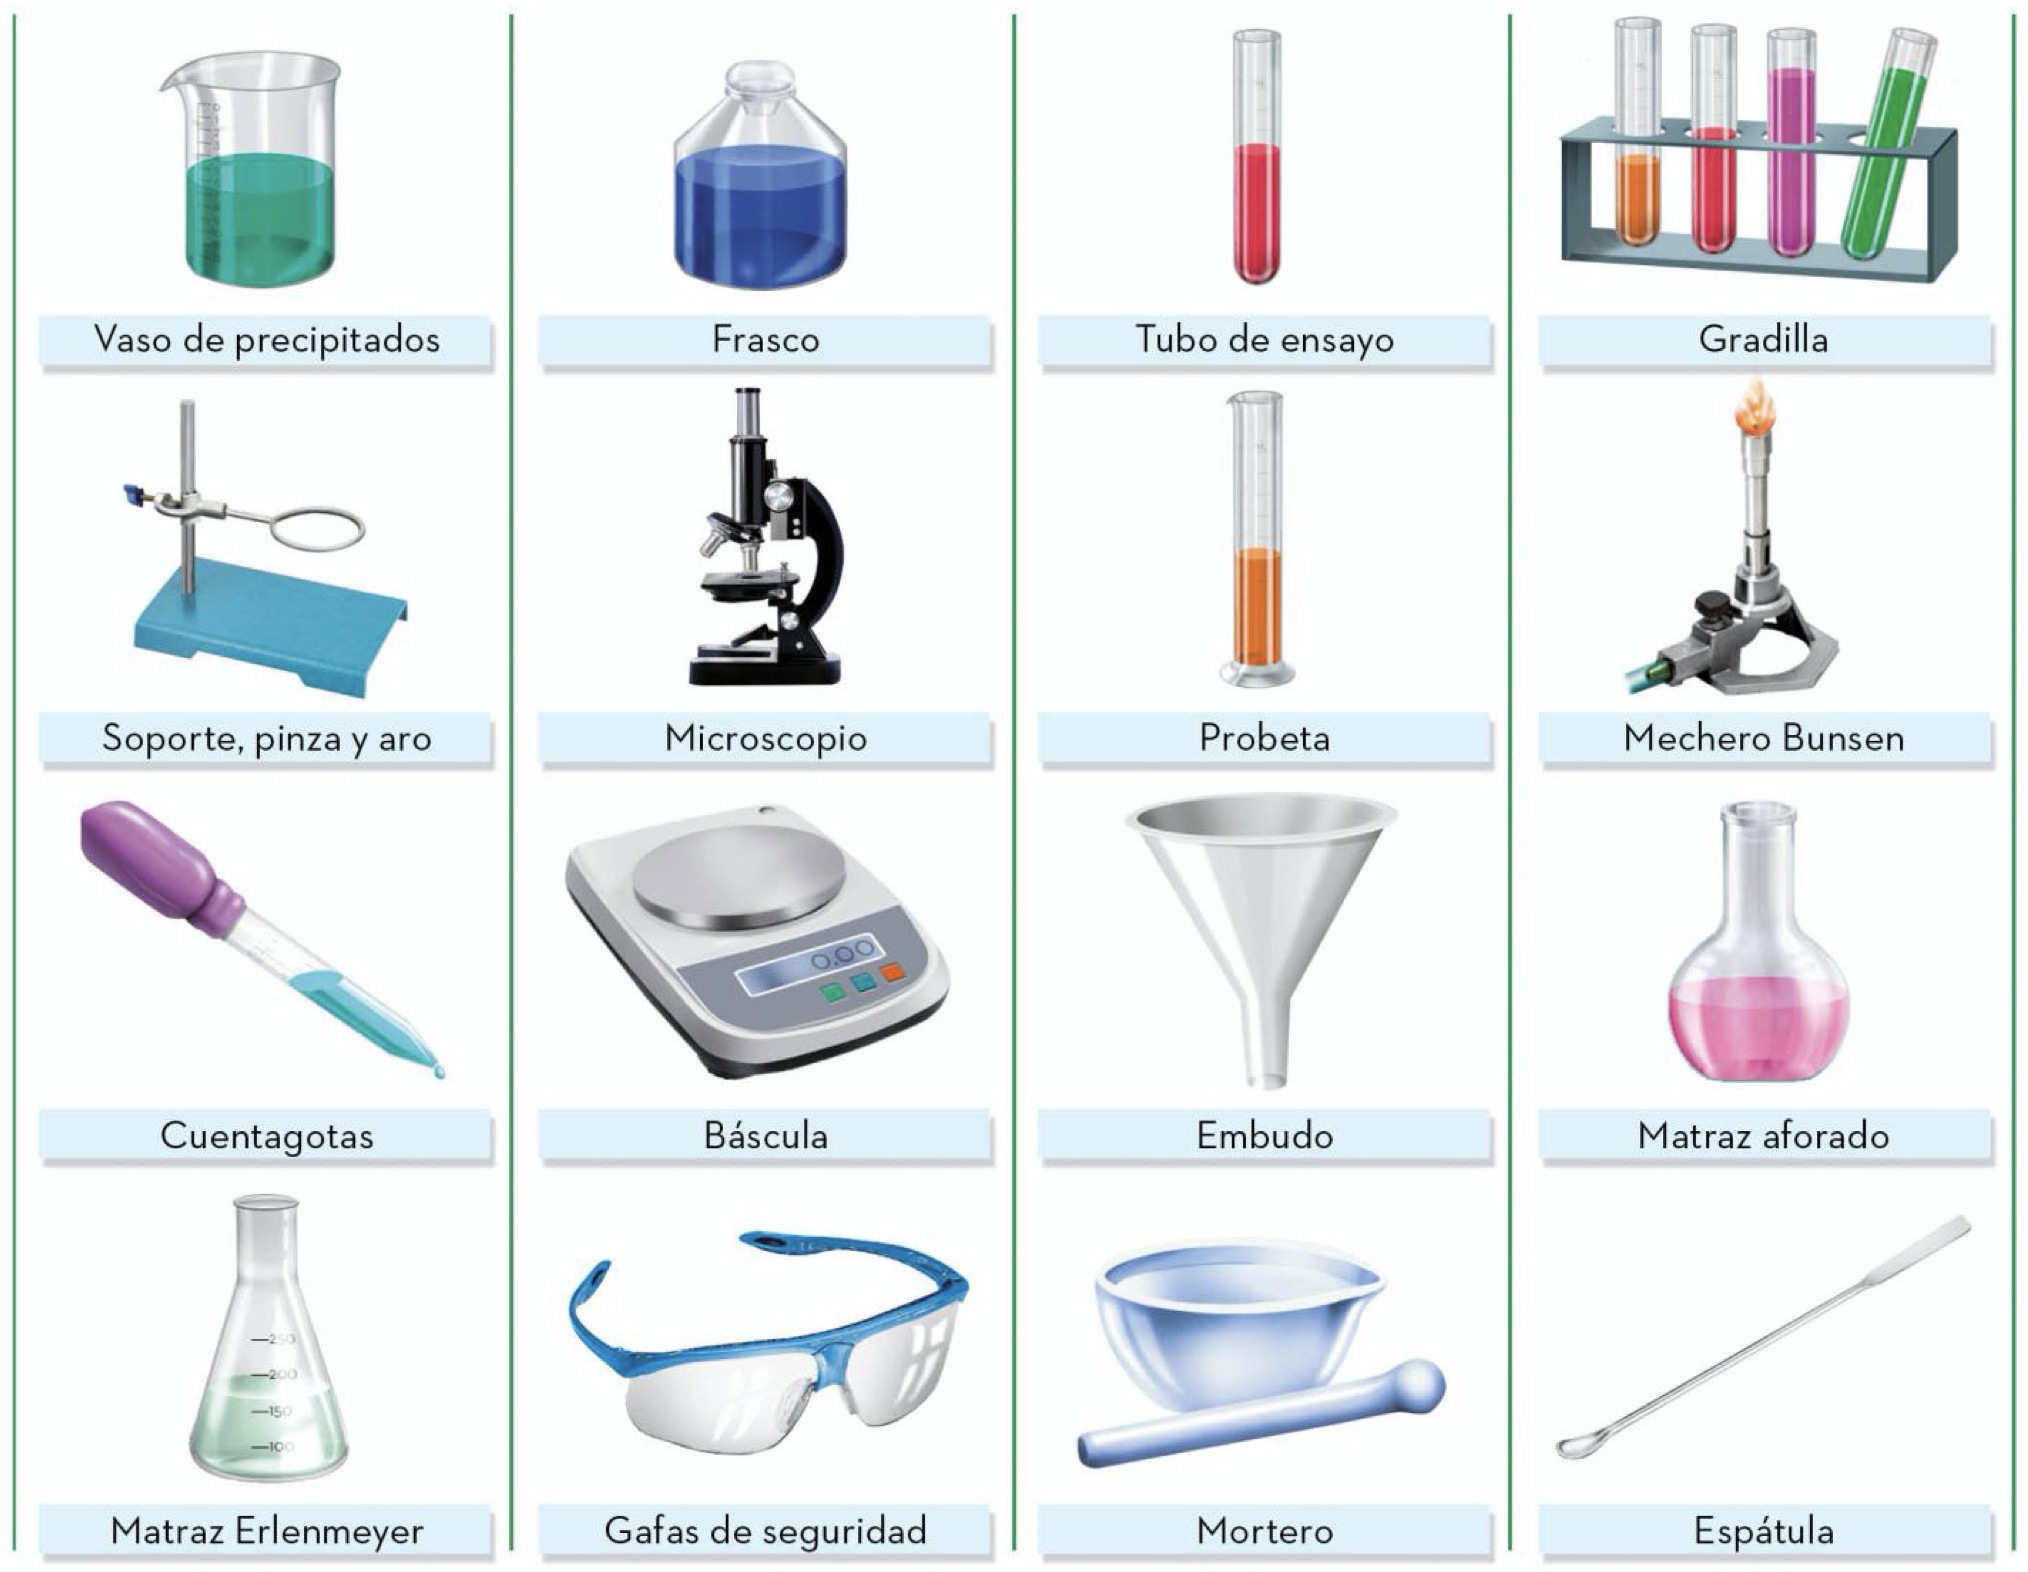 Vaso de precipitados
Frasco
Tubo de ensayo
Gradilla
Soporte, pinza y aro
Microscopio
Probeta
Mechero Bunsen
0.00
Cuentagotas
Báscula
Embudo
Matraz aforado
250
200
150
100
Matraz Erlenmeyer
Gafas de seguridad
Mortero
Espátula